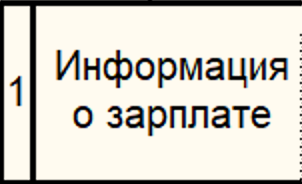 1
Информация
о зарплате